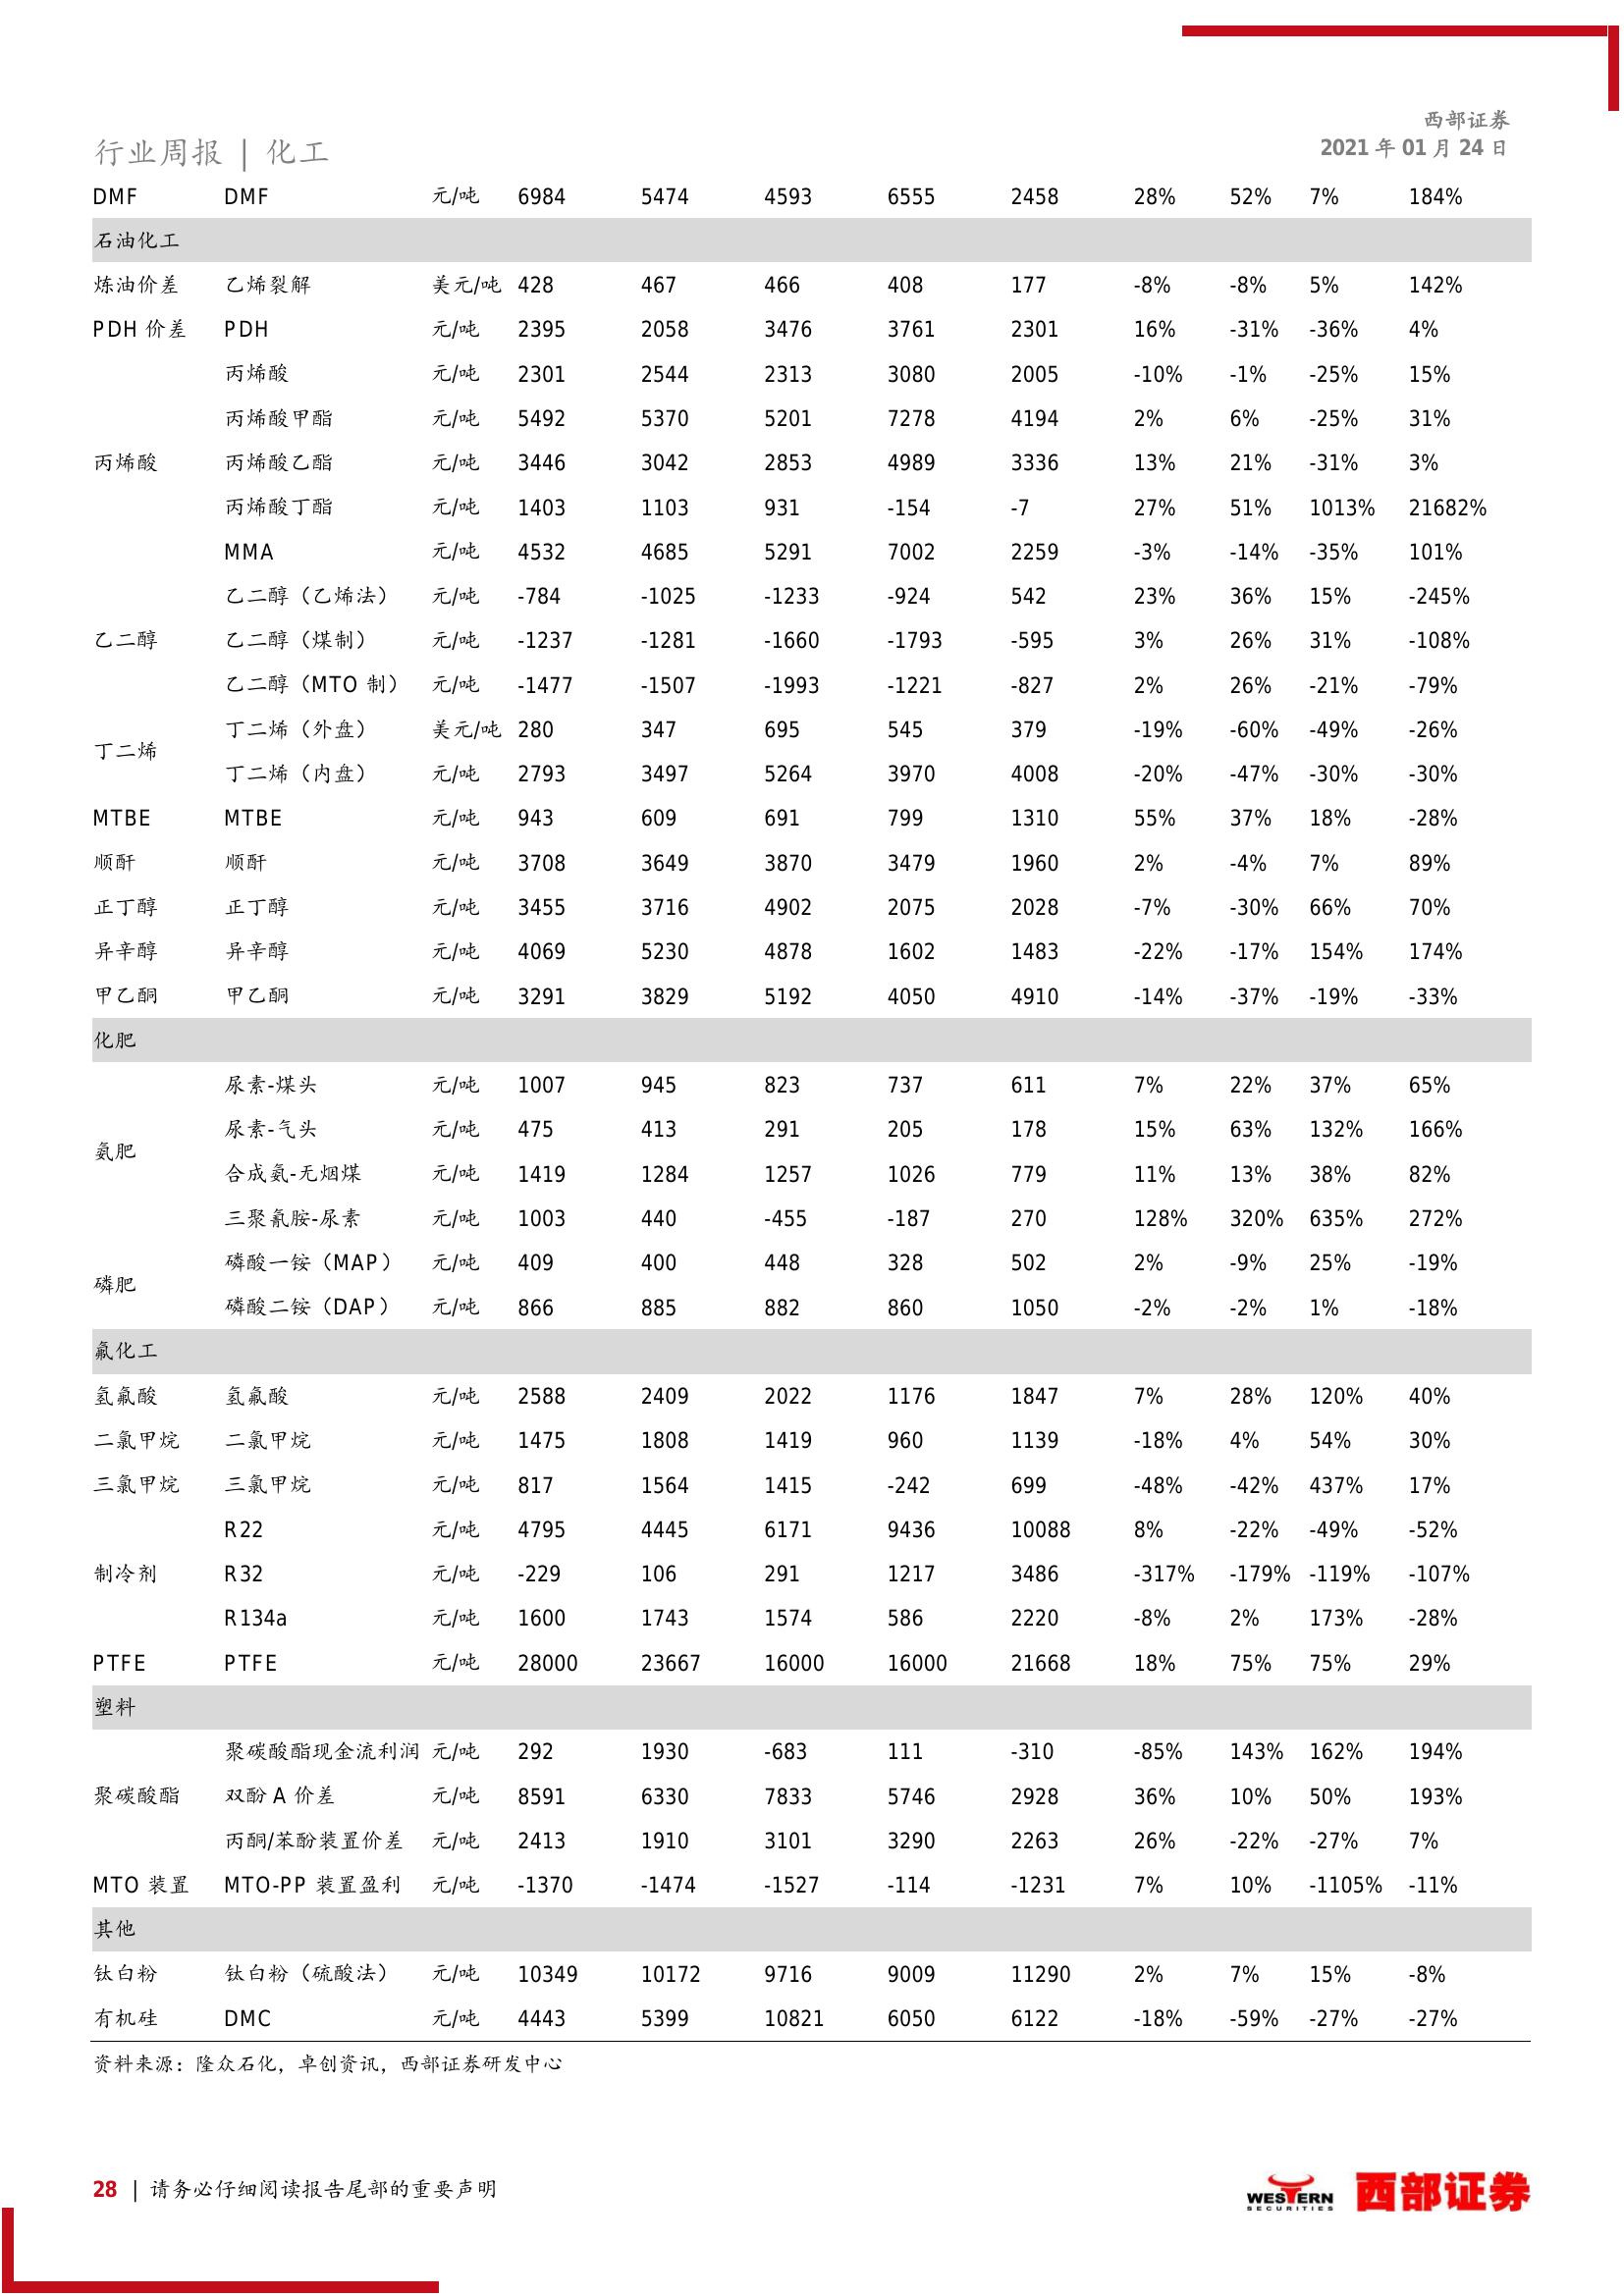 西部证券
行业周报 | 化工
2021 年 01 月 24 日
DMF DMF 元/吨 6984 5474 4593 6555 2458 28% 52% 7% 184%
石油化工
炼油价差 乙烯裂解 美元/吨 428 467 466 408 177 -8% -8% 5% 142%
PDH 价差 PDH 元/吨 2395 2058 3476 3761 2301 16% -31% -36% 4%
丙烯酸 元/吨 2301 2544 2313 3080 2005 -10% -1% -25% 15%
丙烯酸甲酯 元/吨 5492 5370 5201 7278 4194 2% 6% -25% 31%
丙烯酸 丙烯酸乙酯 元/吨 3446 3042 2853 4989 3336 13% 21% -31% 3%
丙烯酸丁酯 元/吨 1403 1103 931 -154 -7 27% 51% 1013% 21682%
MMA 元/吨 4532 4685 5291 7002 2259 -3% -14% -35% 101%
乙二醇（乙烯法） 元/吨 -784 -1025 -1233 -924 542 23% 36% 15% -245%
乙二醇 乙二醇（煤制） 元/吨 -1237 -1281 -1660 -1793 -595 3% 26% 31% -108%
乙二醇（MTO 制） 元/吨 -1477 -1507 -1993 -1221 -827 2% 26% -21% -79%
丁二烯（外盘） 美元/吨 280 347 695 545 379 -19% -60% -49% -26%
丁二烯
丁二烯（内盘） 元/吨 2793 3497 5264 3970 4008 -20% -47% -30% -30%
MTBE MTBE 元/吨 943 609 691 799 1310 55% 37% 18% -28%
顺酐 顺酐 元/吨 3708 3649 3870 3479 1960 2% -4% 7% 89%
正丁醇 正丁醇 元/吨 3455 3716 4902 2075 2028 -7% -30% 66% 70%
异辛醇 异辛醇 元/吨 4069 5230 4878 1602 1483 -22% -17% 154% 174%
甲乙酮 甲乙酮 元/吨 3291 3829 5192 4050 4910 -14% -37% -19% -33%
化肥
尿素-煤头 元/吨 1007 945 823 737 611 7% 22% 37% 65%
尿素-气头 元/吨 475 413 291 205 178 15% 63% 132% 166%
氨肥
合成氨-无烟煤 元/吨 1419 1284 1257 1026 779 11% 13% 38% 82%
三聚氰胺-尿素 元/吨 1003 440 -455 -187 270 128% 320% 635% 272%
磷酸一铵（MAP） 元/吨 409 400 448 328 502 2% -9% 25% -19%
磷肥
磷酸二铵（DAP） 元/吨 866 885 882 860 1050 -2% -2% 1% -18%
氟化工
氢氟酸 氢氟酸 元/吨 2588 2409 2022 1176 1847 7% 28% 120% 40%
二氯甲烷 二氯甲烷 元/吨 1475 1808 1419 960 1139 -18% 4% 54% 30%
三氯甲烷 三氯甲烷 元/吨 817 1564 1415 -242 699 -48% -42% 437% 17%
R22 元/吨 4795 4445 6171 9436 10088 8% -22% -49% -52%
制冷剂 R32 元/吨 -229 106 291 1217 3486 -317% -179% -119% -107%
R134a 元/吨 1600 1743 1574 586 2220 -8% 2% 173% -28%
PTFE PTFE 元/吨 28000 23667 16000 16000 21668 18% 75% 75% 29%
塑料
聚碳酸酯现金流利润 元/吨 292 1930 -683 111 -310 -85% 143% 162% 194%
聚碳酸酯 双酚 A 价差 元/吨 8591 6330 7833 5746 2928 36% 10% 50% 193%
丙酮/苯酚装置价差 元/吨 2413 1910 3101 3290 2263 26% -22% -27% 7%
MTO 装置 MTO-PP 装置盈利 元/吨 -1370 -1474 -1527 -114 -1231 7% 10% -1105% -11%
其他
钛白粉 钛白粉（硫酸法） 元/吨 10349 10172 9716 9009 11290 2% 7% 15% -8%
有机硅 DMC 元/吨 4443 5399 10821 6050 6122 -18% -59% -27% -27%
资料来源：隆众石化，卓创资讯，西部证券研发中心
28 | 请务必仔细阅读报告尾部的重要声明
WESTERN
SECURITIES
西部证券